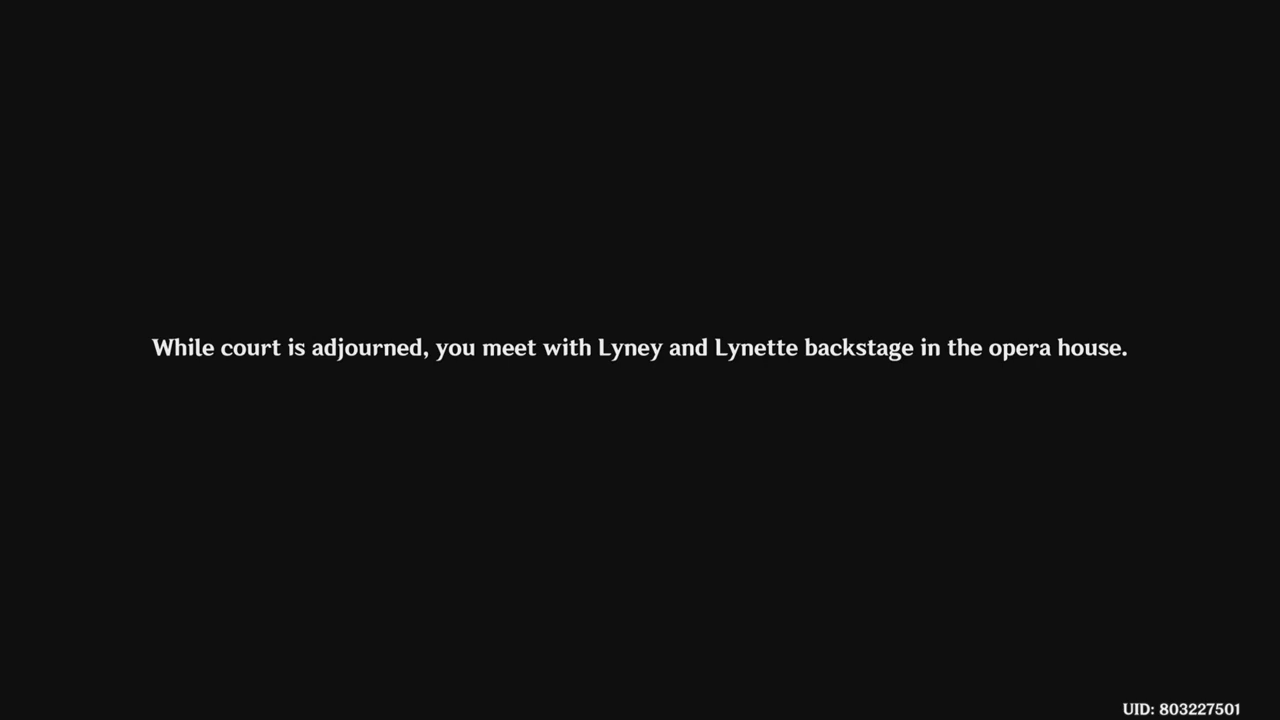 While court is adjourned, you meet with Lyney and Lynette backstage in the opera house.
UID: 803227501